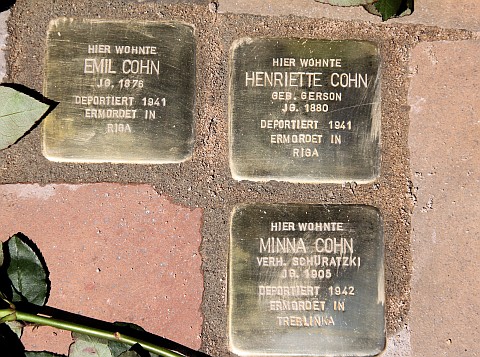 HIER WOHNTE
EMIL COHN
JG. 1876
DEPORTIERT 1941
ERMORDET IN
RIGA
HIER WOHNTE
HENRIETTE COHN
GEB. GERSON
JG. 1880
DEPORTIERT 1941
ERMORDET IN
RIGA
HIER WOHNTE
MINNA COHN
VERH. SCHURATZKI
JG. 1905
DEPORTIERT 1942
ERMORDET IN
TREBLINKA